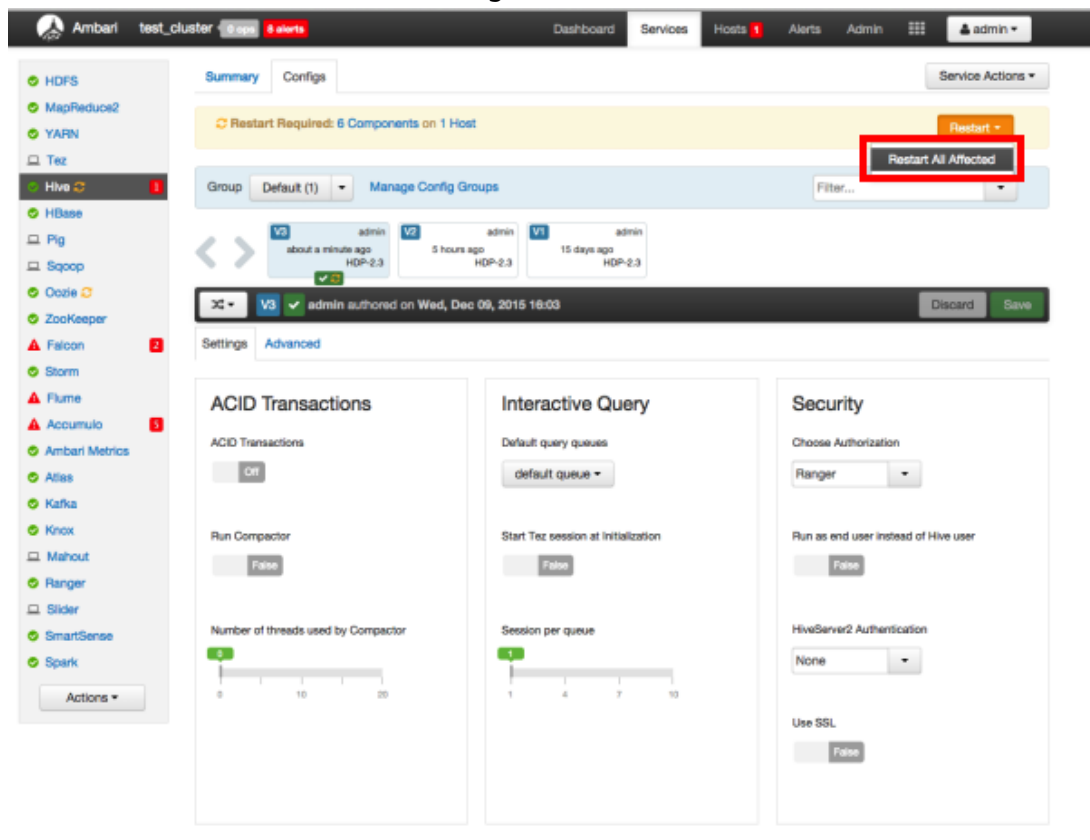 Ambari test_cluster 0 ops 8 alerts Dashboard Services Hosts 1 Alerts Admin admin
HDFS
MapReduce2
YARN
Tez
Hive 1
HBase
Pig
Sqoop
Oozie
ZooKeeper
Falcon 2
Storm
Flume
Accumulo 5
Ambari Metrics
Atlas
Kafka
Knox
Mahout
Ranger
Slider
SmartSense
Spark
Actions
Summary Configs Service Actions
Restart Required: 6 Components on 1 Host Restart
Restart All Affected
Group Default (1) Manage Config Groups Filter...
V3 admin V2 admin V1 admin
about a minute ago 5 hours ago 15 days ago
HDP-2.3 HDP-2.3 HDP-2.3
V3 admin authored on Wed, Dec 09, 2015 16:03 Discard Save
Settings Advanced
ACID Transactions
ACID Transactions
Off
Run Compactor
False
Number of threads used by Compactor
0
0 10 20
Interactive Query
Default query queues
default queue
Start Tez session at Initialization
False
Session per queue
1
1 4 7 10
Security
Choose Authorization
Ranger
Run as end user instead of Hive user
False
HiveServer2 Authentication
None
Use SSL
False